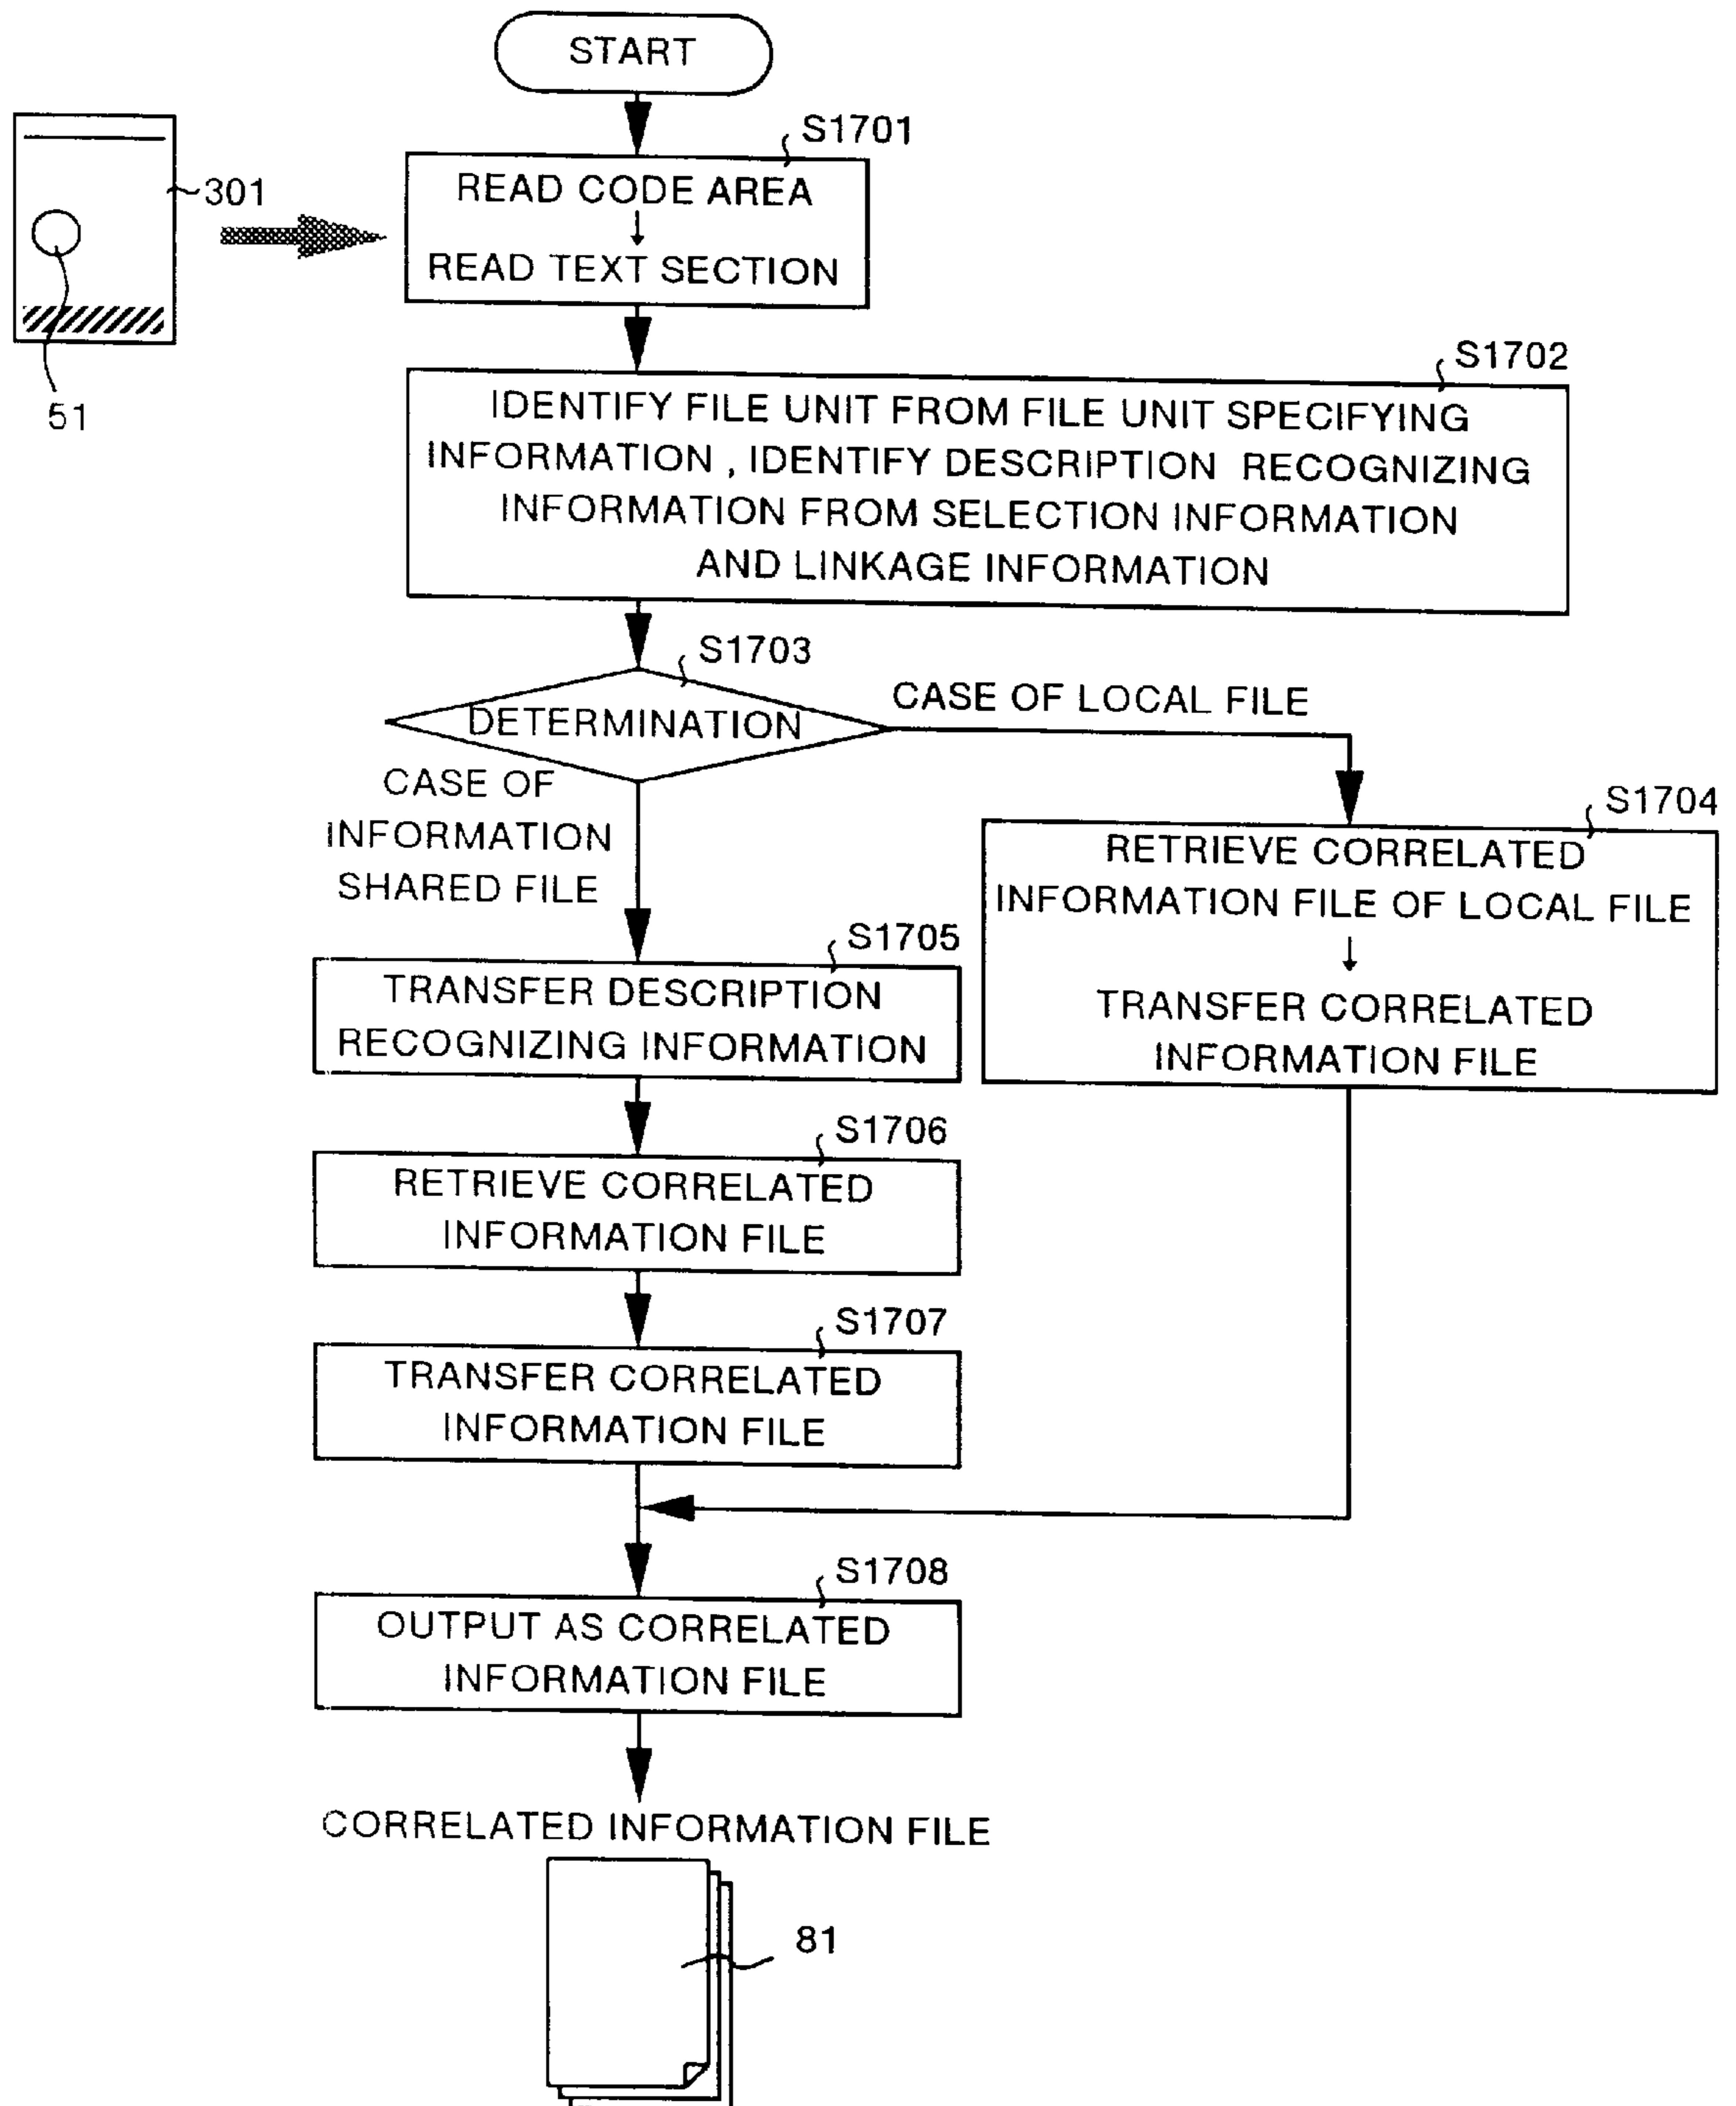 START
S1701
READ CODE AREA
301
READ TEXT SECTION
51
S1702
IDENTIFY FILE UNIT FROM FILE UNIT SPECIFYING
INFORMATION , IDENTIFY DESCRIPTION RECOGNIZING
INFORMATION FROM SELECTION INFORMATION
AND LINKAGE INFORMATION
S1703
DETERMINATION
CASE OF LOCAL FILE
CASE OF
INFORMATION
SHARED FILE
S1704
RETRIEVE CORRELATED
INFORMATION FILE OF LOCAL FILE
TRANSFER CORRELATED
INFORMATION FILE
S1705
TRANSFER DESCRIPTION
RECOGNIZING INFORMATION
S1706
RETRIEVE CORRELATED
INFORMATION FILE
S1707
TRANSFER CORRELATED
INFORMATION FILE
S1708
OUTPUT AS CORRELATED
INFORMATION FILE
CORRELATED INFORMATION FILE
81